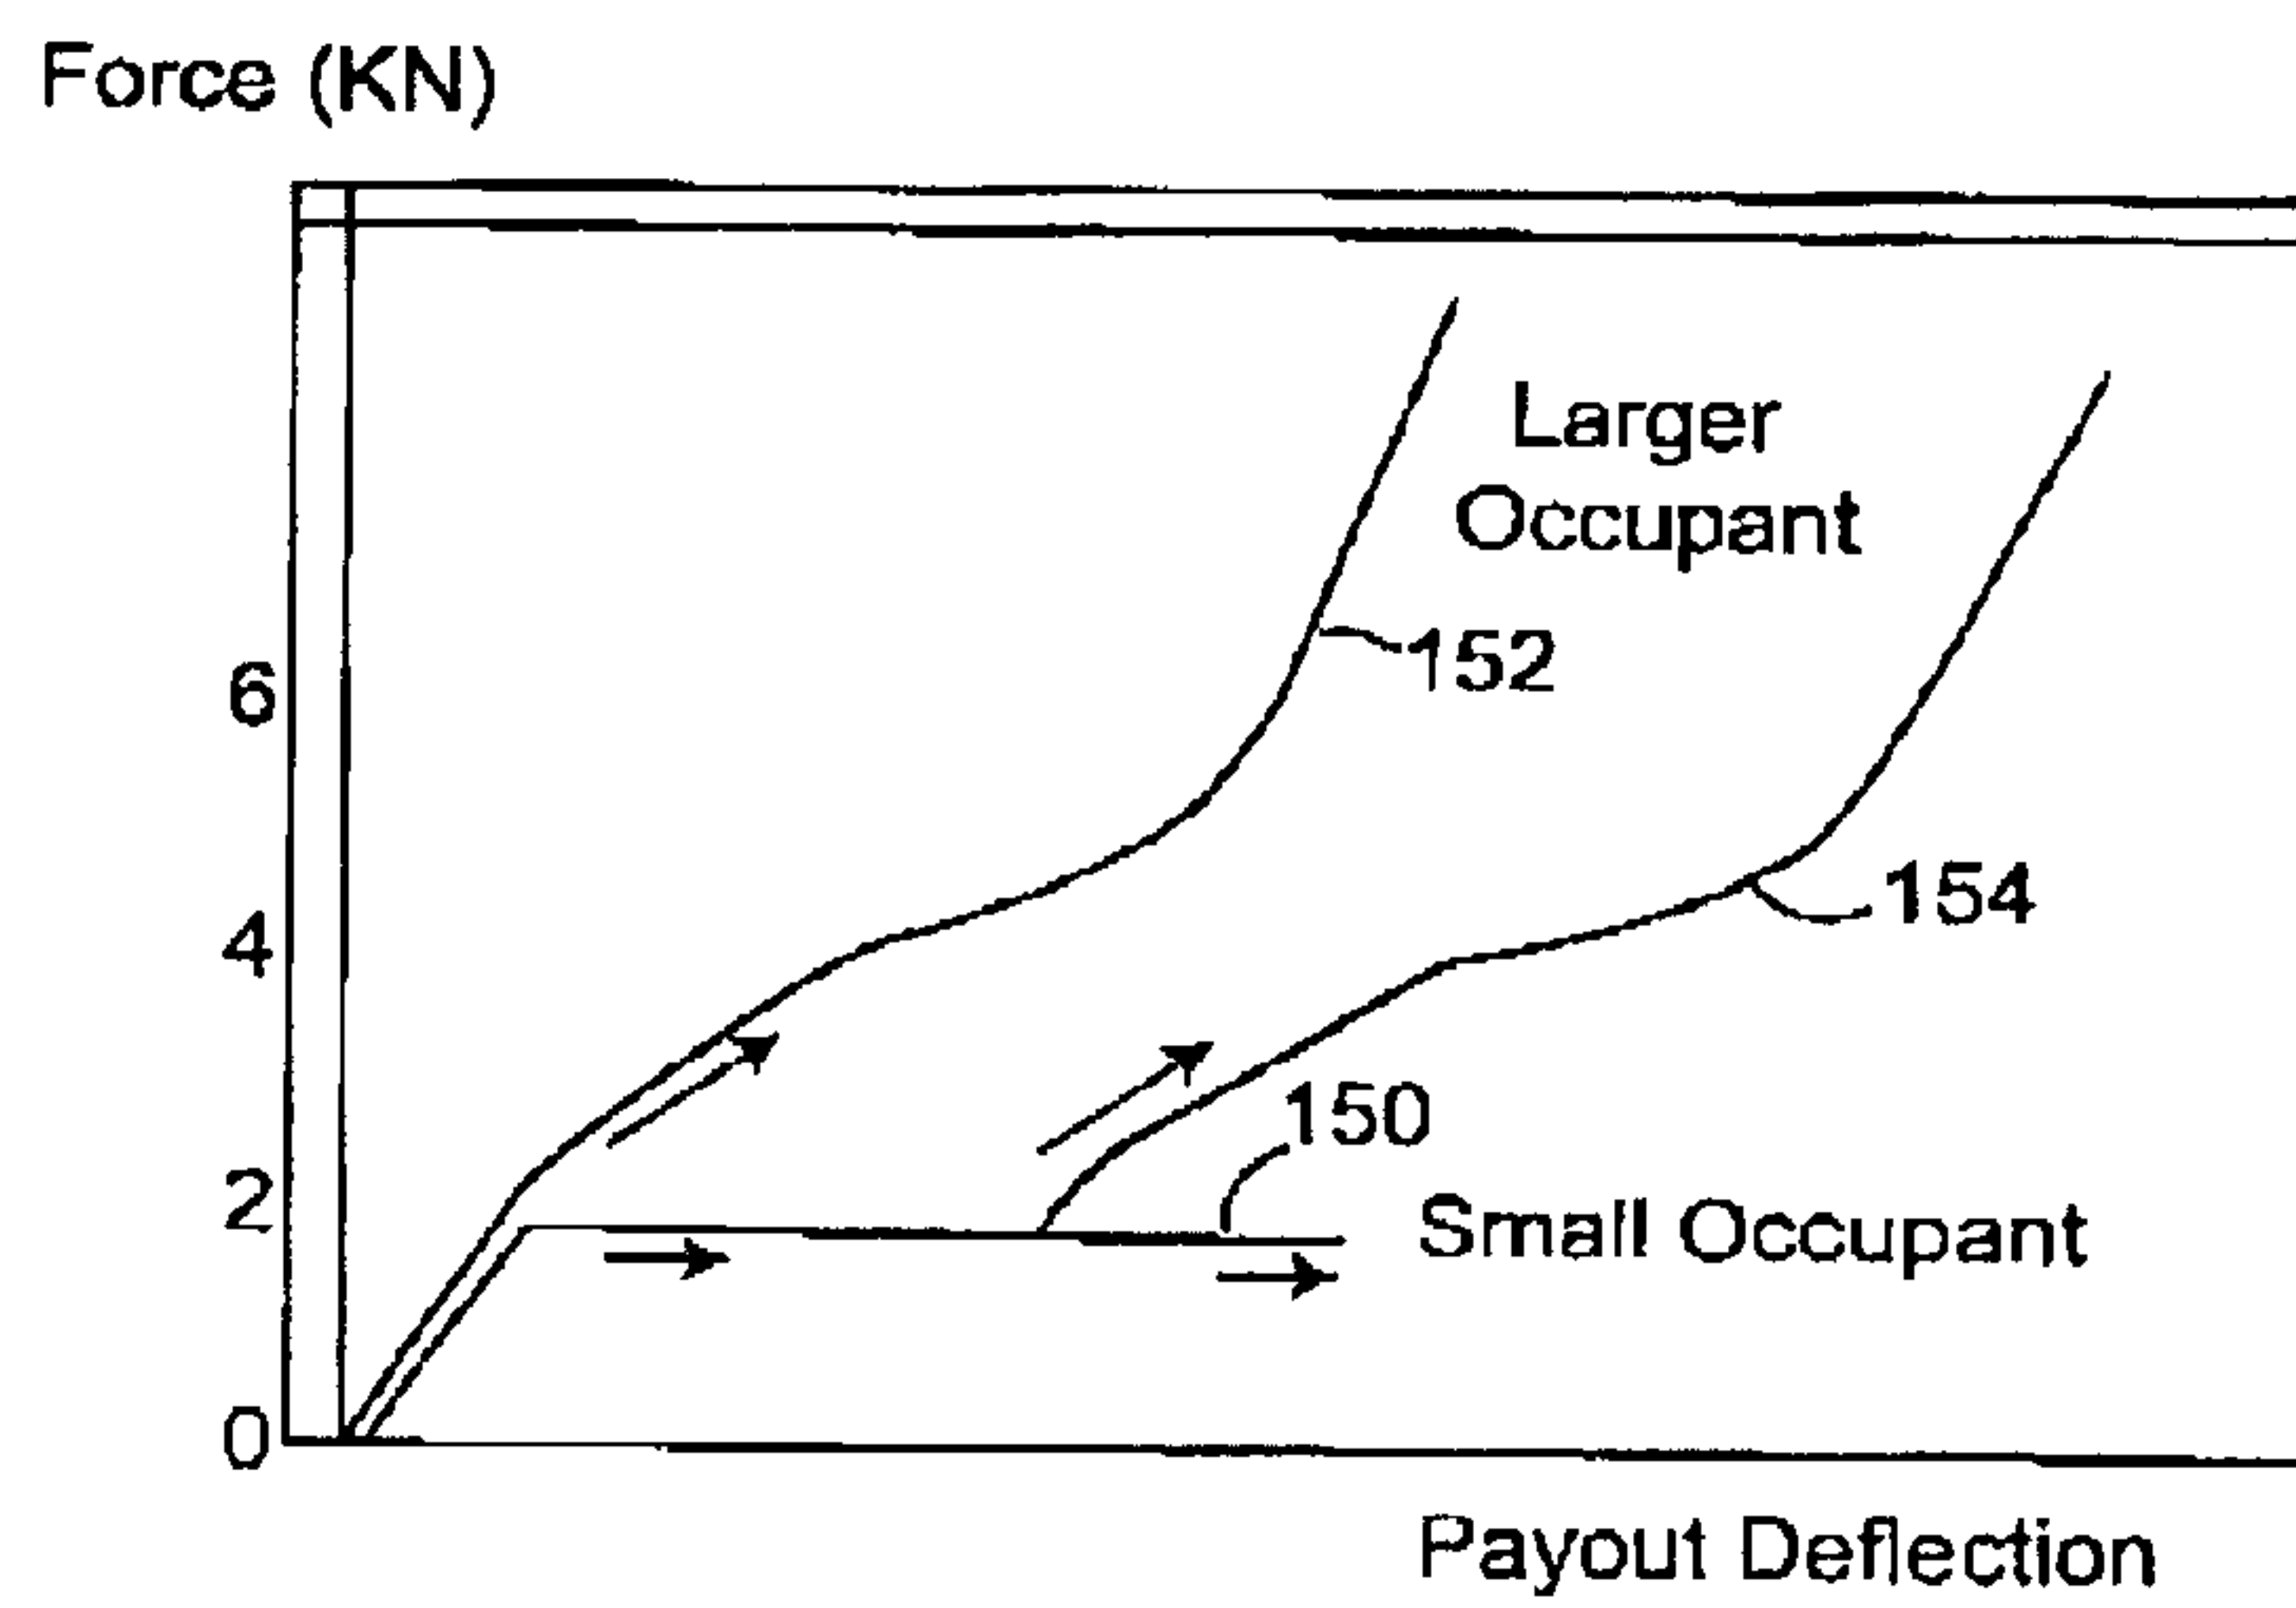 Force (KN)
Larger
Occupant
152
6
154
4
150
2
Small Occupant
0
Payout Deflection